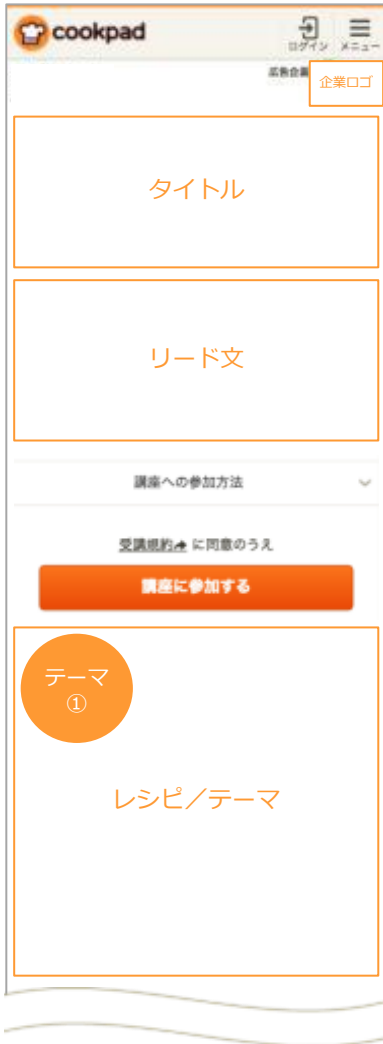 cookpad
ログイン
メニュー
広告企業
企業ロゴ
タイトル
リード文
講座への参加方法
受講規約 に同意のうえ
講座に参加する
テーマ
①
レシピ／テーマ